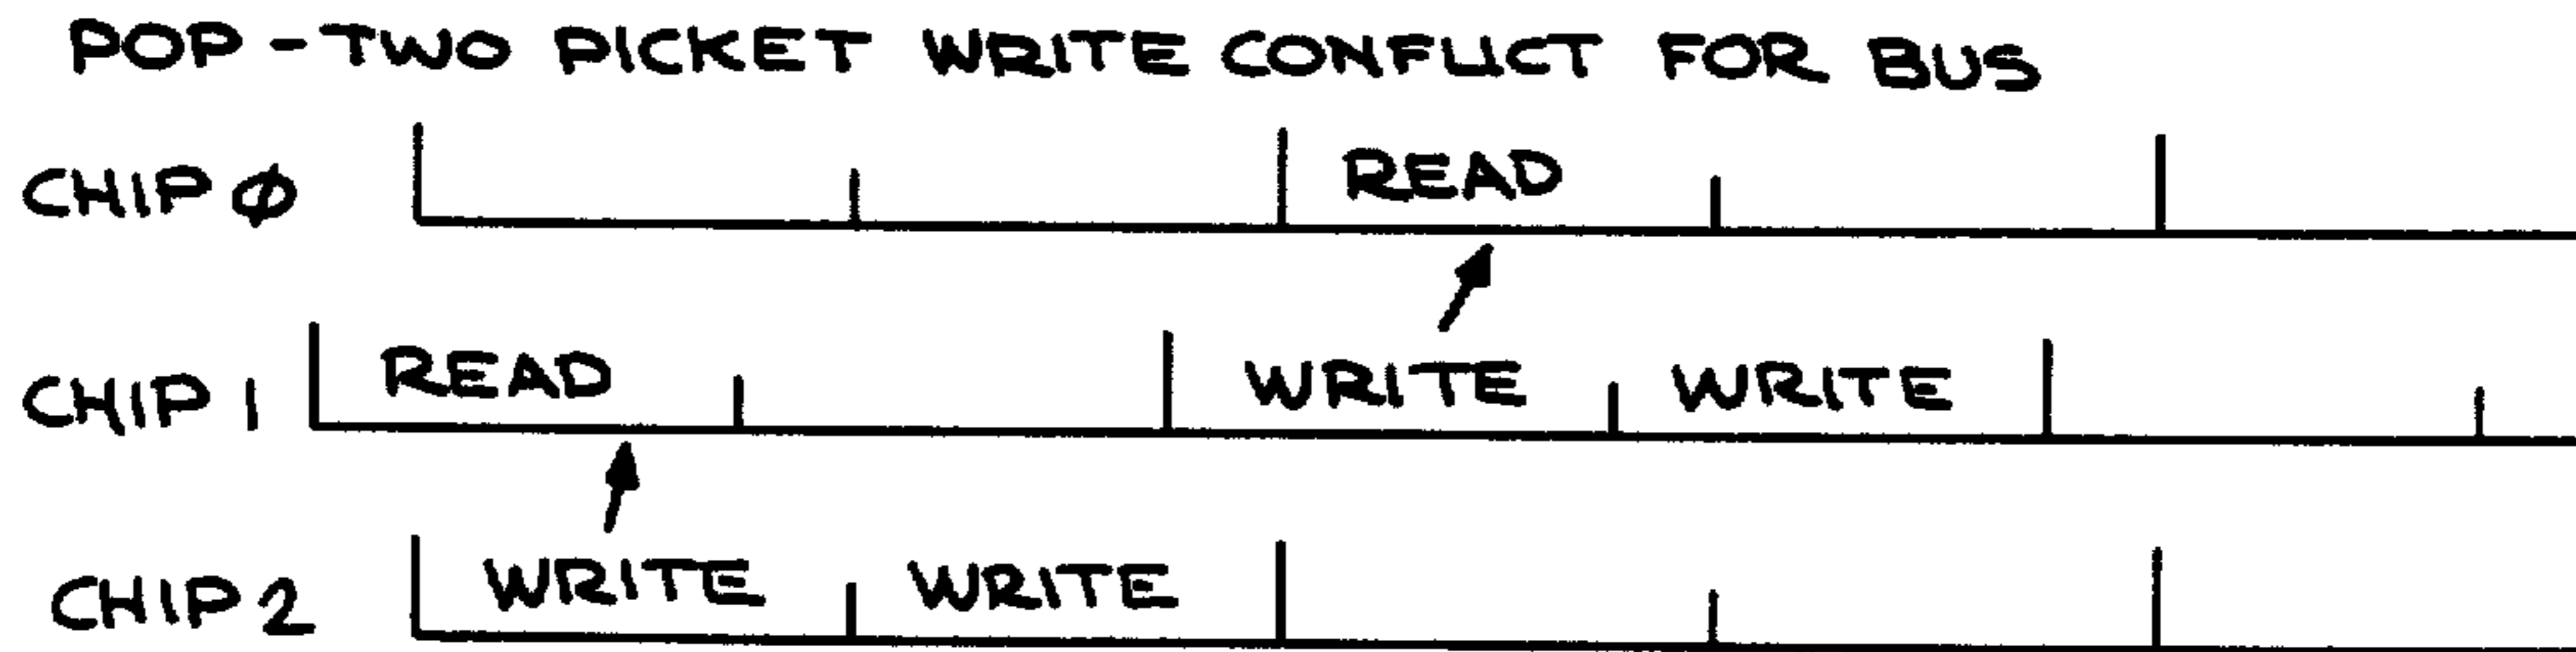 POP-TWO PICKET WRITE CONFLICT FOR BUS
CHIP Ø READ
CHIP 1 READ WRITE WRITE
CHIP 2 WRITE WRITE